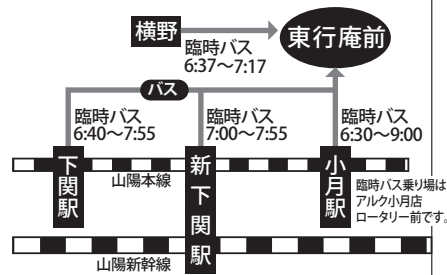 横野
臨時バス
6:37〜7:17
東行庵前
バス
臨時バス
6:40〜7:55
臨時バス
7:00〜7:55
臨時バス
6:30〜9:00
下関駅
山陽本線
新下関駅
小月駅
臨時バス乗り場は
アルク小月店
ロータリー前です。
山陽新幹線